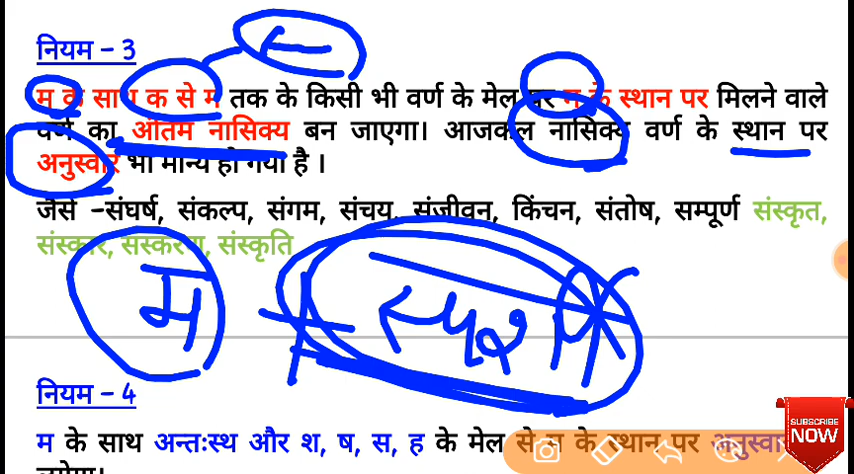 नियम – 3
म के साथ क से म तक के किसी भी वर्ण के मेल पर म के स्थान पर मिलने वाले
वर्ण का अंतिम नासिक्य बन जाएगा। आजकल नासिक्य वर्ण के स्थान पर
अनुस्वार भी मान्य हो गया है ।
जैसे –संघर्ष, संकल्प, संगम, संचय, संजीवन, किंचन, संतोष, सम्पूर्ण संस्कृत,
संस्कार, संस्करण, संस्कृति
म + स्पर्श
नियम – 4
म के साथ अन्तःस्थ और श, ष, स, ह के मेल से म के स्थान पर अनुस्वार
SUBSCRIBE
NOW